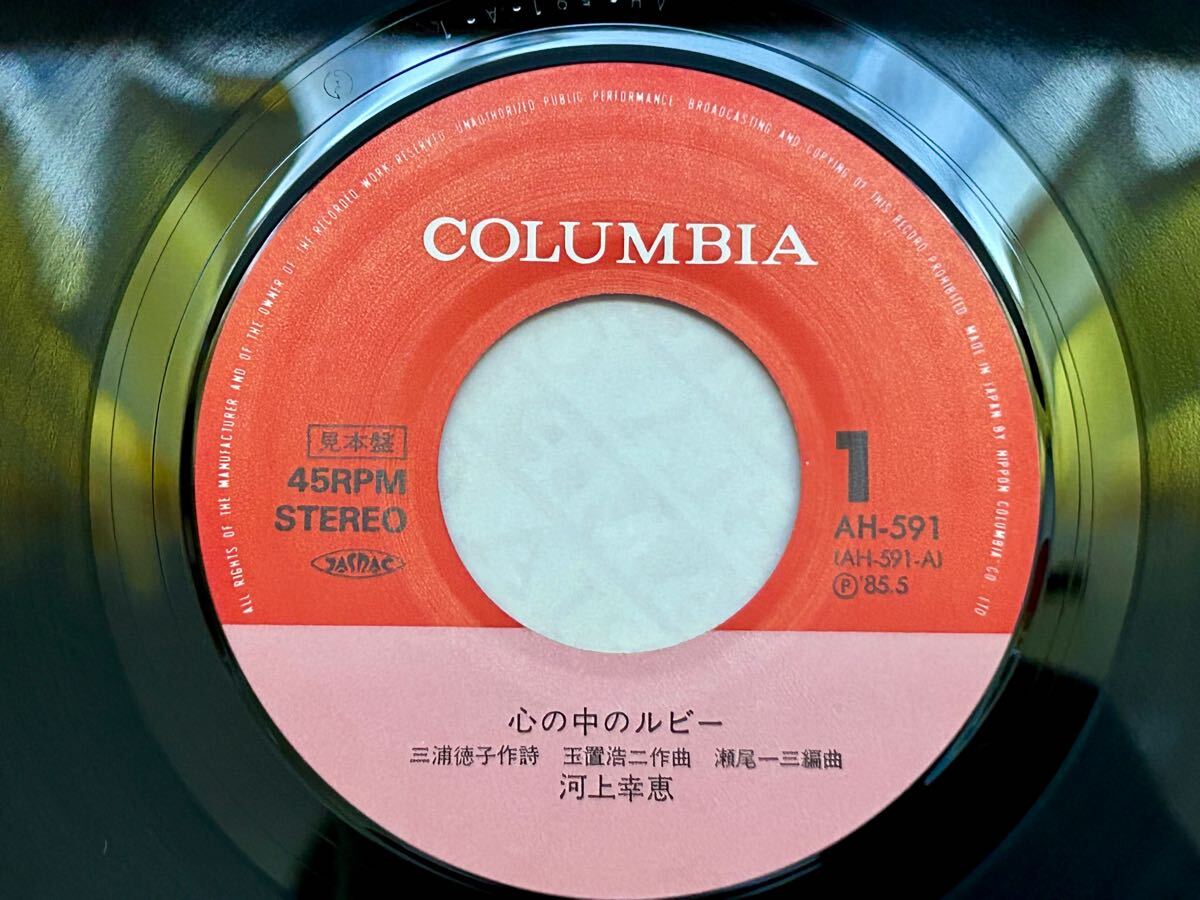 AH-591-A-1
ALL RIGHTS OF THE MANUFACTURER AND OF THE OWNER OF THE RECORDED WORK RESERVED. UNAUTHORIZED PUBLIC PERFORMANCE BROADCASTING AND COPYING OF THIS RECORD PROHIBITED. MADE IN JAPAN BY NIPPON COLUMBIA CO. LTD
COLUMBIA
見本盤
45RPM
STEREO
JASRAC
1
AH-591
(AH-591-A)
Ⓟ'85.5
心の中のルビー
三浦徳子作詩 玉置浩二作曲 瀬尾一三編曲
河上幸恵